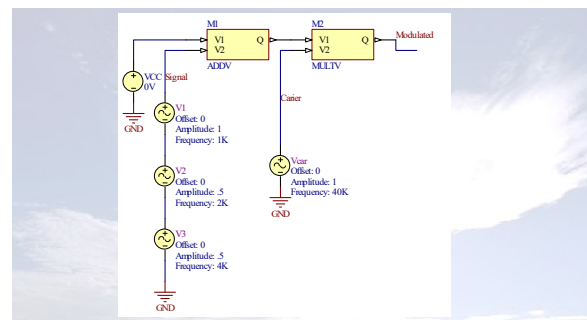 M1
V1 Q
V2
ADDV
M2
V1 Q
V2
MULTV
Modulated
VCC Signal
0V
GND
V1
Offset: 0
Amplitude: 1
Frequency: 1K
V2
Offset: 0
Amplitude: .5
Frequency: 2K
V3
Offset: 0
Amplitude: .5
Frequency: 4K
GND
Carier
Vcar
Offset: 0
Amplitude: 1
Frequency: 40K
GND